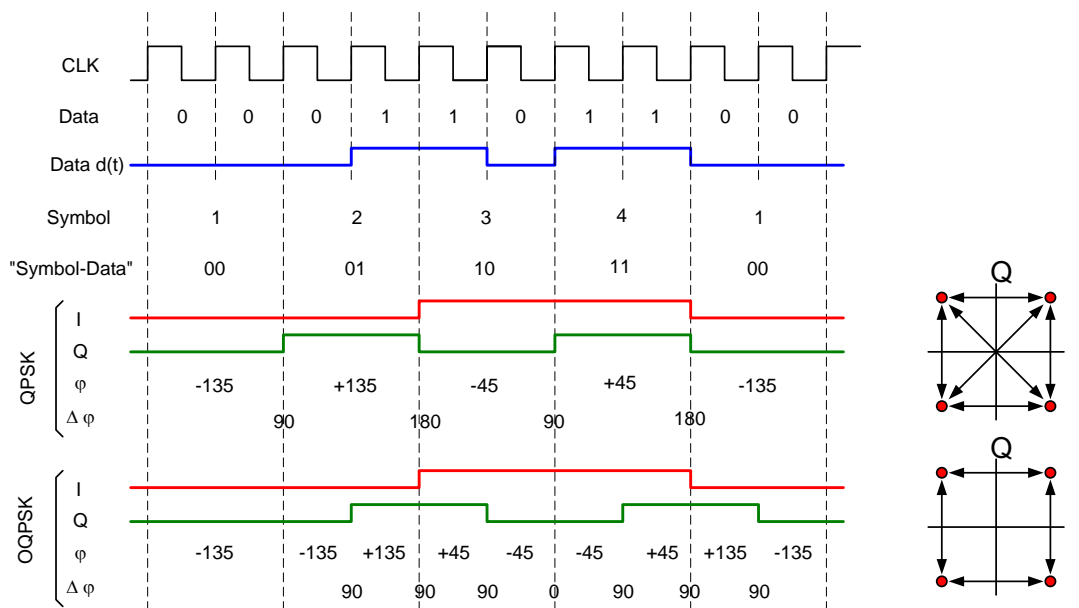 CLK
Data 0 0 0 1 1 0 1 1 0 0
Data d(t)
Symbol 1 2 3 4 1
"Symbol-Data" 00 01 10 11 00
QPSK
I
Q
φ -135 +135 -45 +45 -135
Δ φ 90 180 90 180
OQPSK
I
Q
φ -135 -135 +135 +45 -45 -45 +45 +135 -135
Δ φ 90 90 90 0 90 90 90
Q
Q